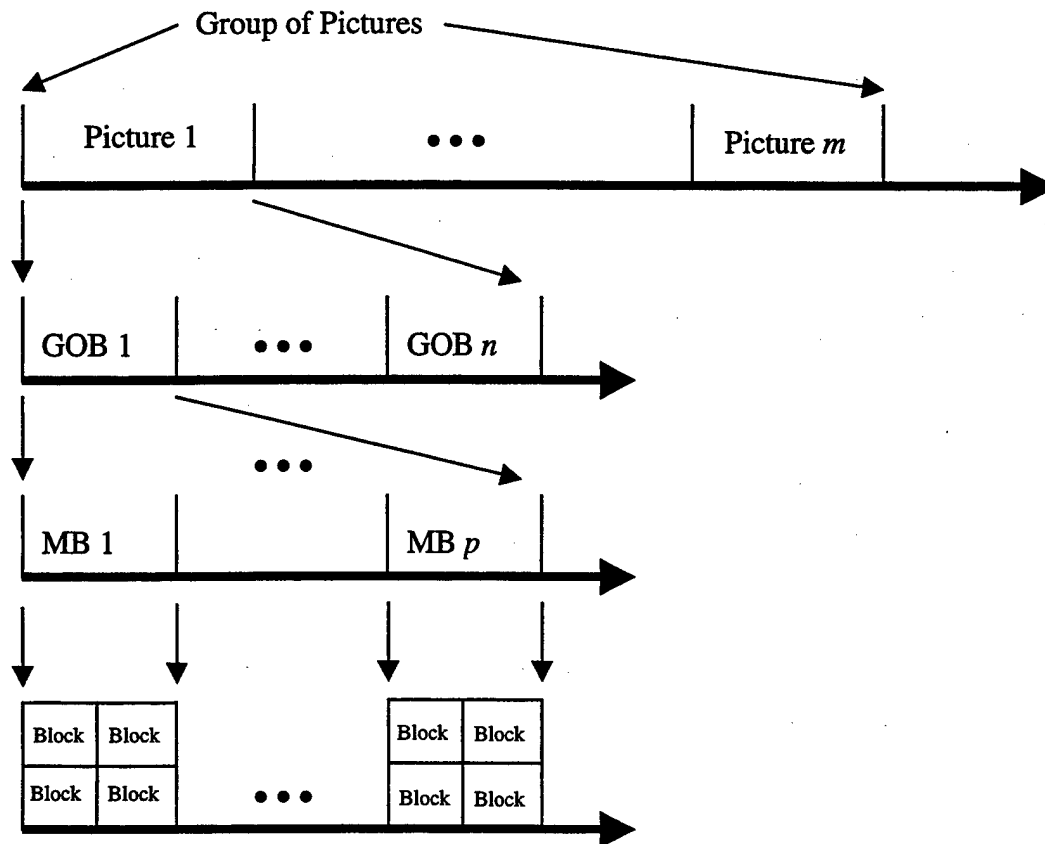 Group of Pictures
Picture 1 ••• Picture m
GOB 1 ••• GOB n
•••
MB 1 MB p
Block Block Block Block
Block Block ••• Block Block